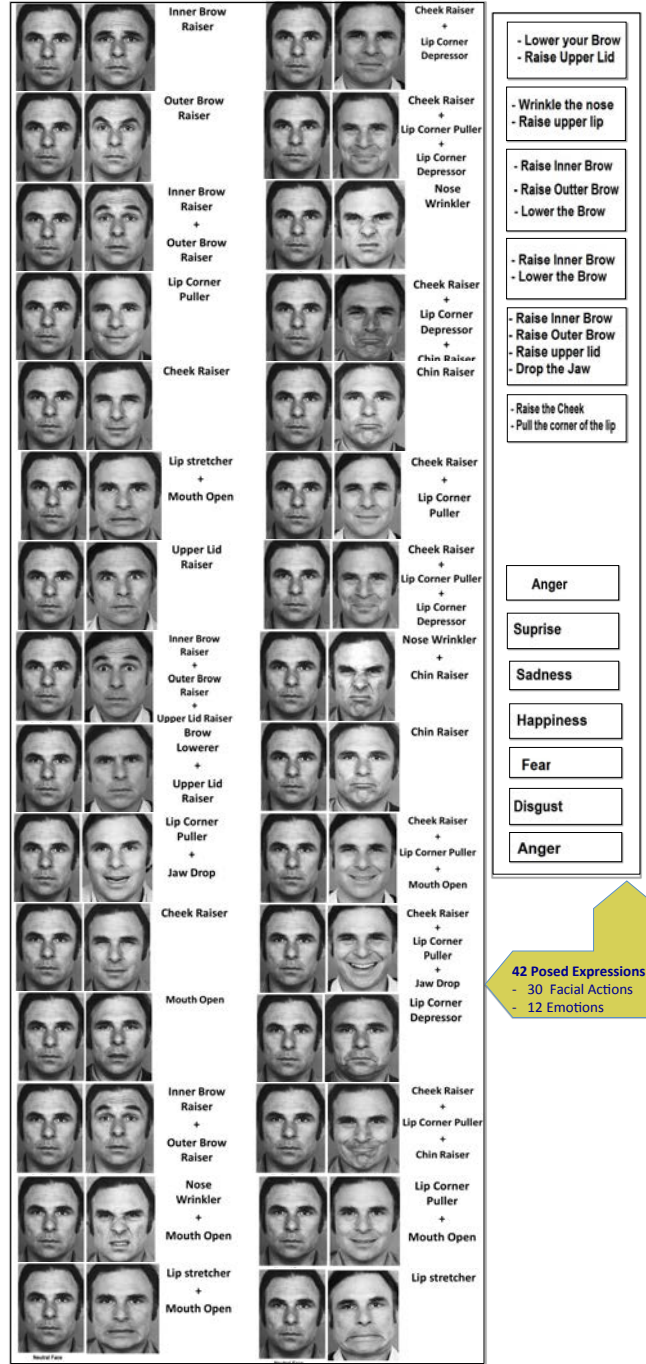 Inner Brow
Raiser
Outer Brow
Raiser
Inner Brow
Raiser
+
Outer Brow
Raiser
Lip Corner
Puller
Cheek Raiser
Lip stretcher
+
Mouth Open
Upper Lid
Raiser
Inner Brow
Raiser
+
Outer Brow
Raiser
+
Upper Lid Raiser
Brow
Lowerer
+
Upper Lid
Raiser
Lip Corner
Puller
+
Jaw Drop
Cheek Raiser
Mouth Open
Inner Brow
Raiser
+
Outer Brow
Raiser
Nose
Wrinkler
+
Mouth Open
Lip stretcher
+
Mouth Open
Neutral Face
Cheek Raiser
+
Lip Corner
Depressor
Cheek Raiser
+
Lip Corner Puller
+
Lip Corner
Depressor
Nose
Wrinkler
Cheek Raiser
+
Lip Corner
Depressor
+
Chin Raiser
Chin Raiser
Cheek Raiser
+
Lip Corner
Puller
Cheek Raiser
+
Lip Corner Puller
+
Lip Corner
Depressor
Nose Wrinkler
+
Chin Raiser
Chin Raiser
Cheek Raiser
+
Lip Corner Puller
+
Mouth Open
Cheek Raiser
+
Lip Corner
Puller
+
Jaw Drop
Lip Corner
Depressor
Cheek Raiser
+
Lip Corner Puller
+
Chin Raiser
Lip Corner
Puller
+
Mouth Open
Lip stretcher
Neutral Face
- Lower your Brow
- Raise Upper Lid
- Wrinkle the nose
- Raise upper lip
- Raise Inner Brow
- Raise Outter Brow
- Lower the Brow
- Raise Inner Brow
- Lower the Brow
- Raise Inner Brow
- Raise Outer Brow
- Raise upper lid
- Drop the Jaw
- Raise the Cheek
- Pull the corner of the lip
Anger
Suprise
Sadness
Happiness
Fear
Disgust
Anger
42 Posed Expressions
- 30 Facial Actions
- 12 Emotions